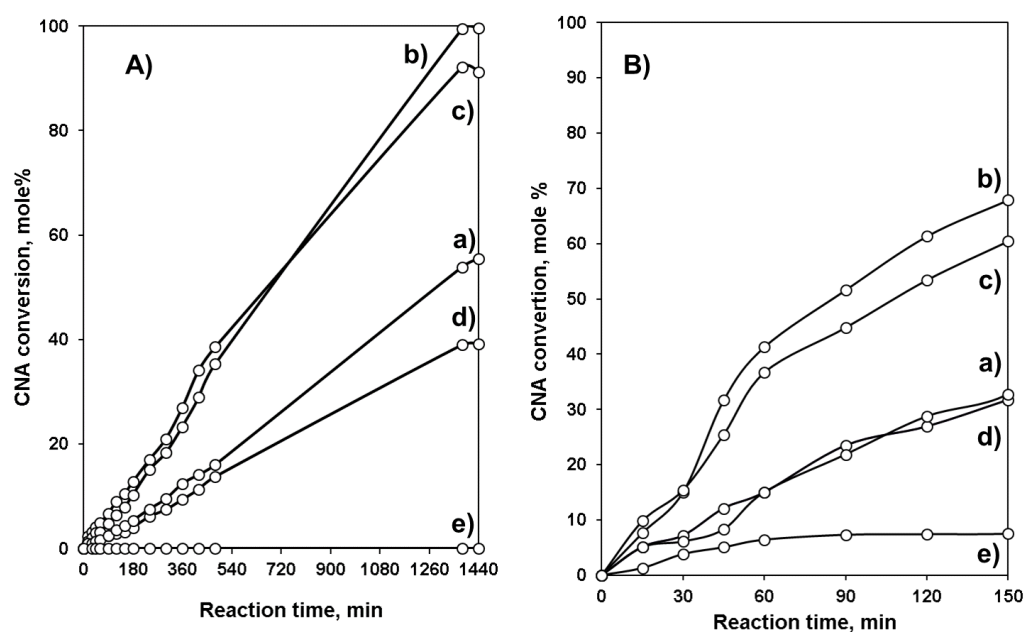 A)
CNA conversion, mole%
100
80
60
40
20
0
b)
c)
a)
d)
e)
0 180 360 540 720 900 1080 1260 1440
Reaction time, min
B)
CNA convertion, mole %
100
90
80
70
60
50
40
30
20
10
0
b)
c)
a)
d)
e)
0 30 60 90 120 150
Reaction time, min